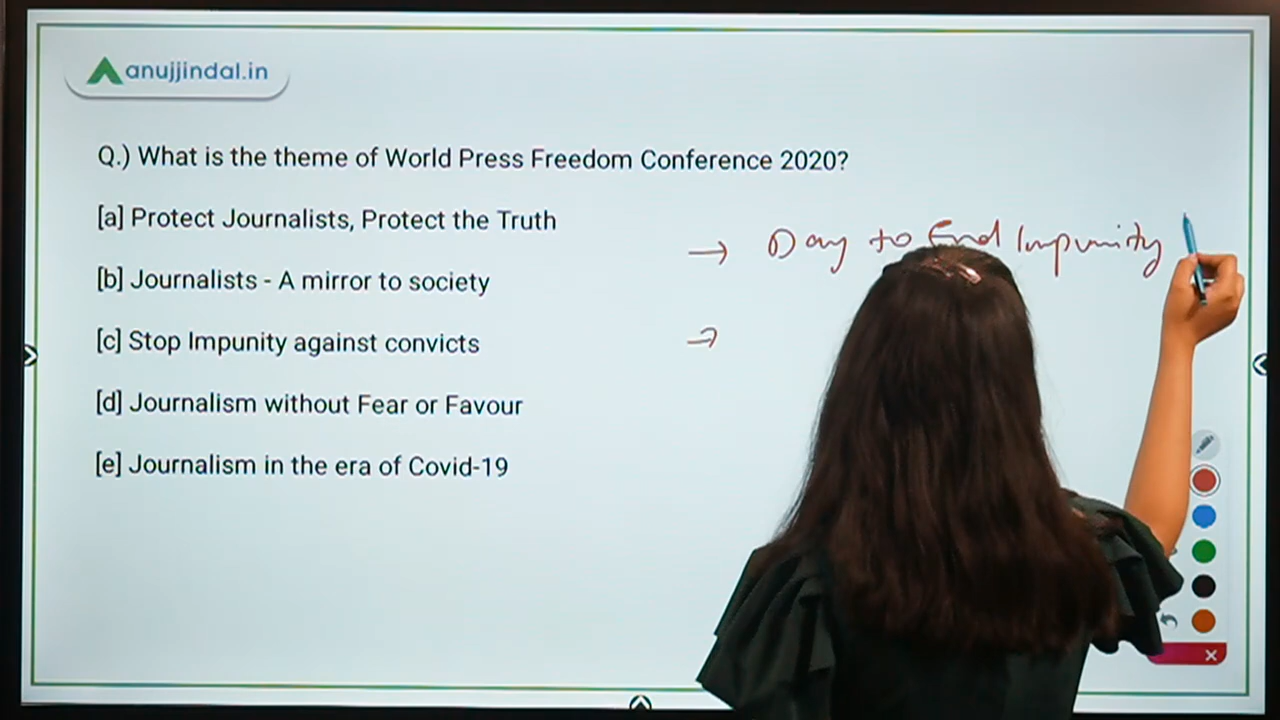 anujjindal.in
Q.) What is the theme of World Press Freedom Conference 2020?
[a] Protect Journalists, Protect the Truth
[b] Journalists - A mirror to society
[c] Stop Impunity against convicts
[d] Journalism without Fear or Favour
[e] Journalism in the era of Covid-19
→ Day to End Impunity
→